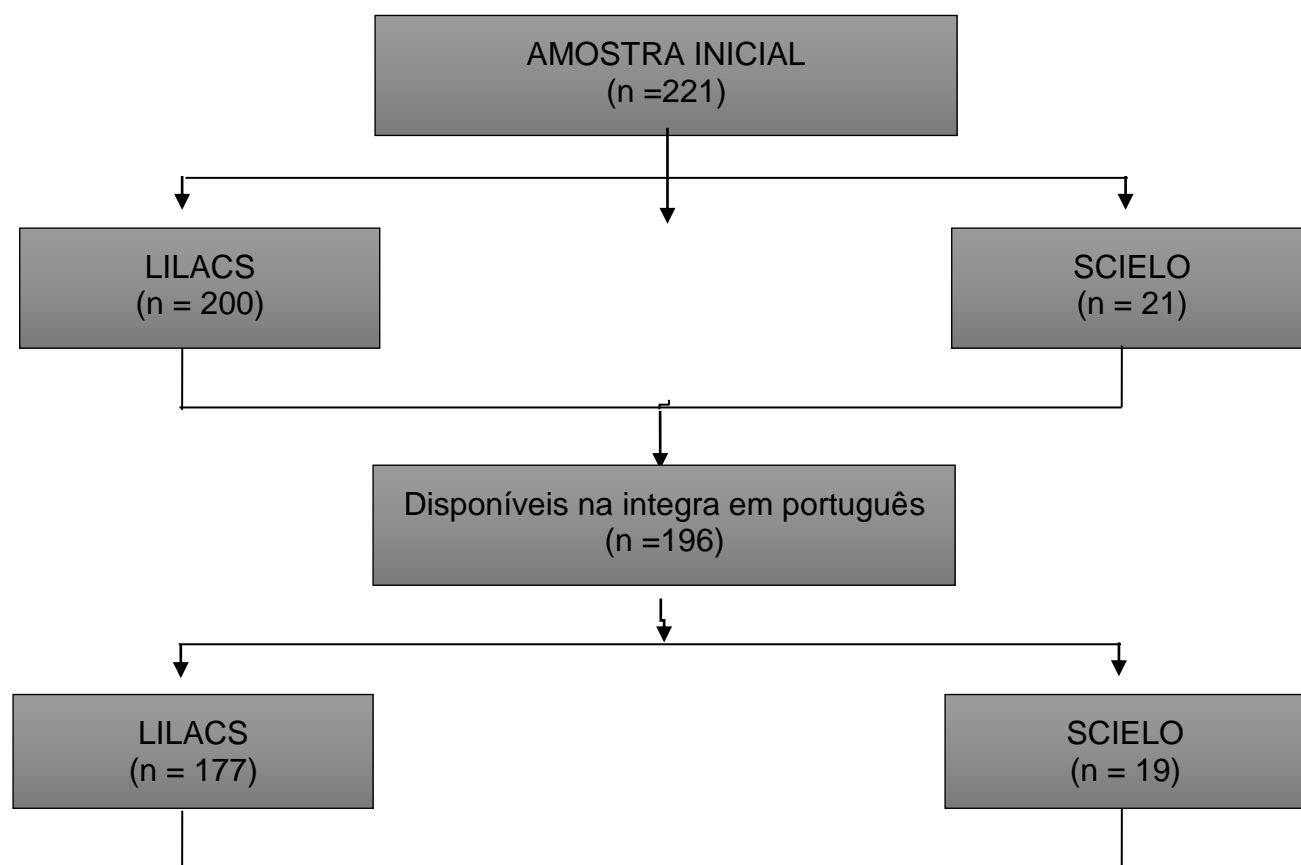 AMOSTRA INICIAL
(n =221)
LILACS
(n = 200)
SCIELO
(n = 21)
Disponíveis na integra em português
(n =196)
LILACS
(n = 177)
SCIELO
(n = 19)